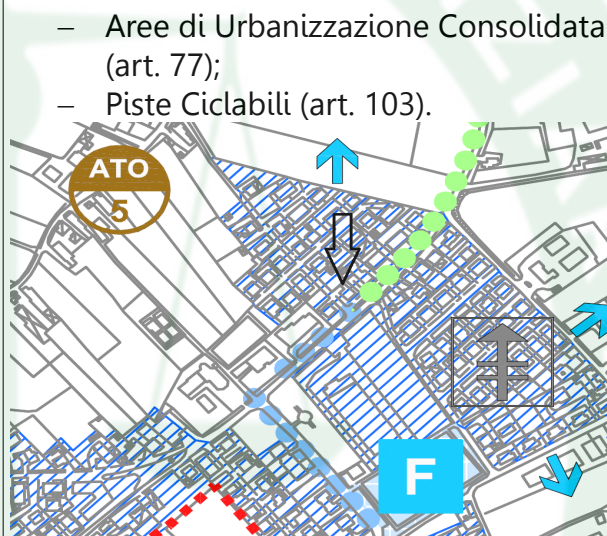 – Aree di Urbanizzazione Consolidata
(art. 77);
– Piste Ciclabili (art. 103).
ATO
5
F